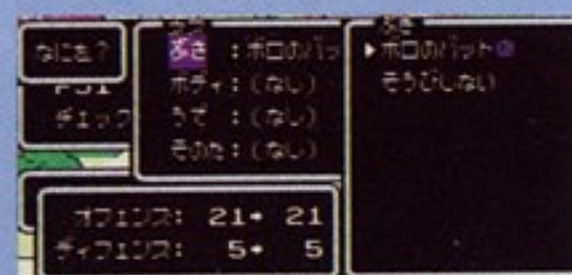 なにを？
PSI
チェック
ぶき：ボロのバッ
ボディ：(なし)
うで：(なし)
そのた：(なし)
ぶき
▶ボロのバット
そうびしない
オフェンス： 21→ 21
ディフェンス： 5→ 5